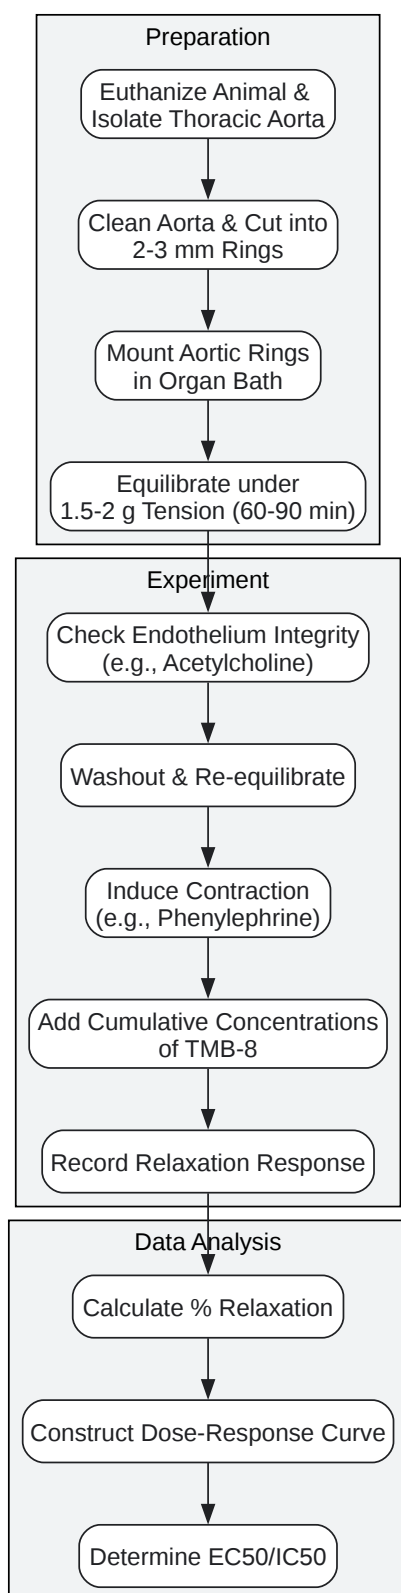 Preparation
Euthanize Animal &
Isolate Thoracic Aorta
Clean Aorta & Cut into
2-3 mm Rings
Mount Aortic Rings
in Organ Bath
Equilibrate under
1.5-2 g Tension (60-90 min)
Experiment
Check Endothelium Integrity
(e.g., Acetylcholine)
Washout & Re-equilibrate
Induce Contraction
(e.g., Phenylephrine)
Add Cumulative Concentrations
of TMB-8
Record Relaxation Response
Data Analysis
Calculate % Relaxation
Construct Dose-Response Curve
Determine EC50/IC50